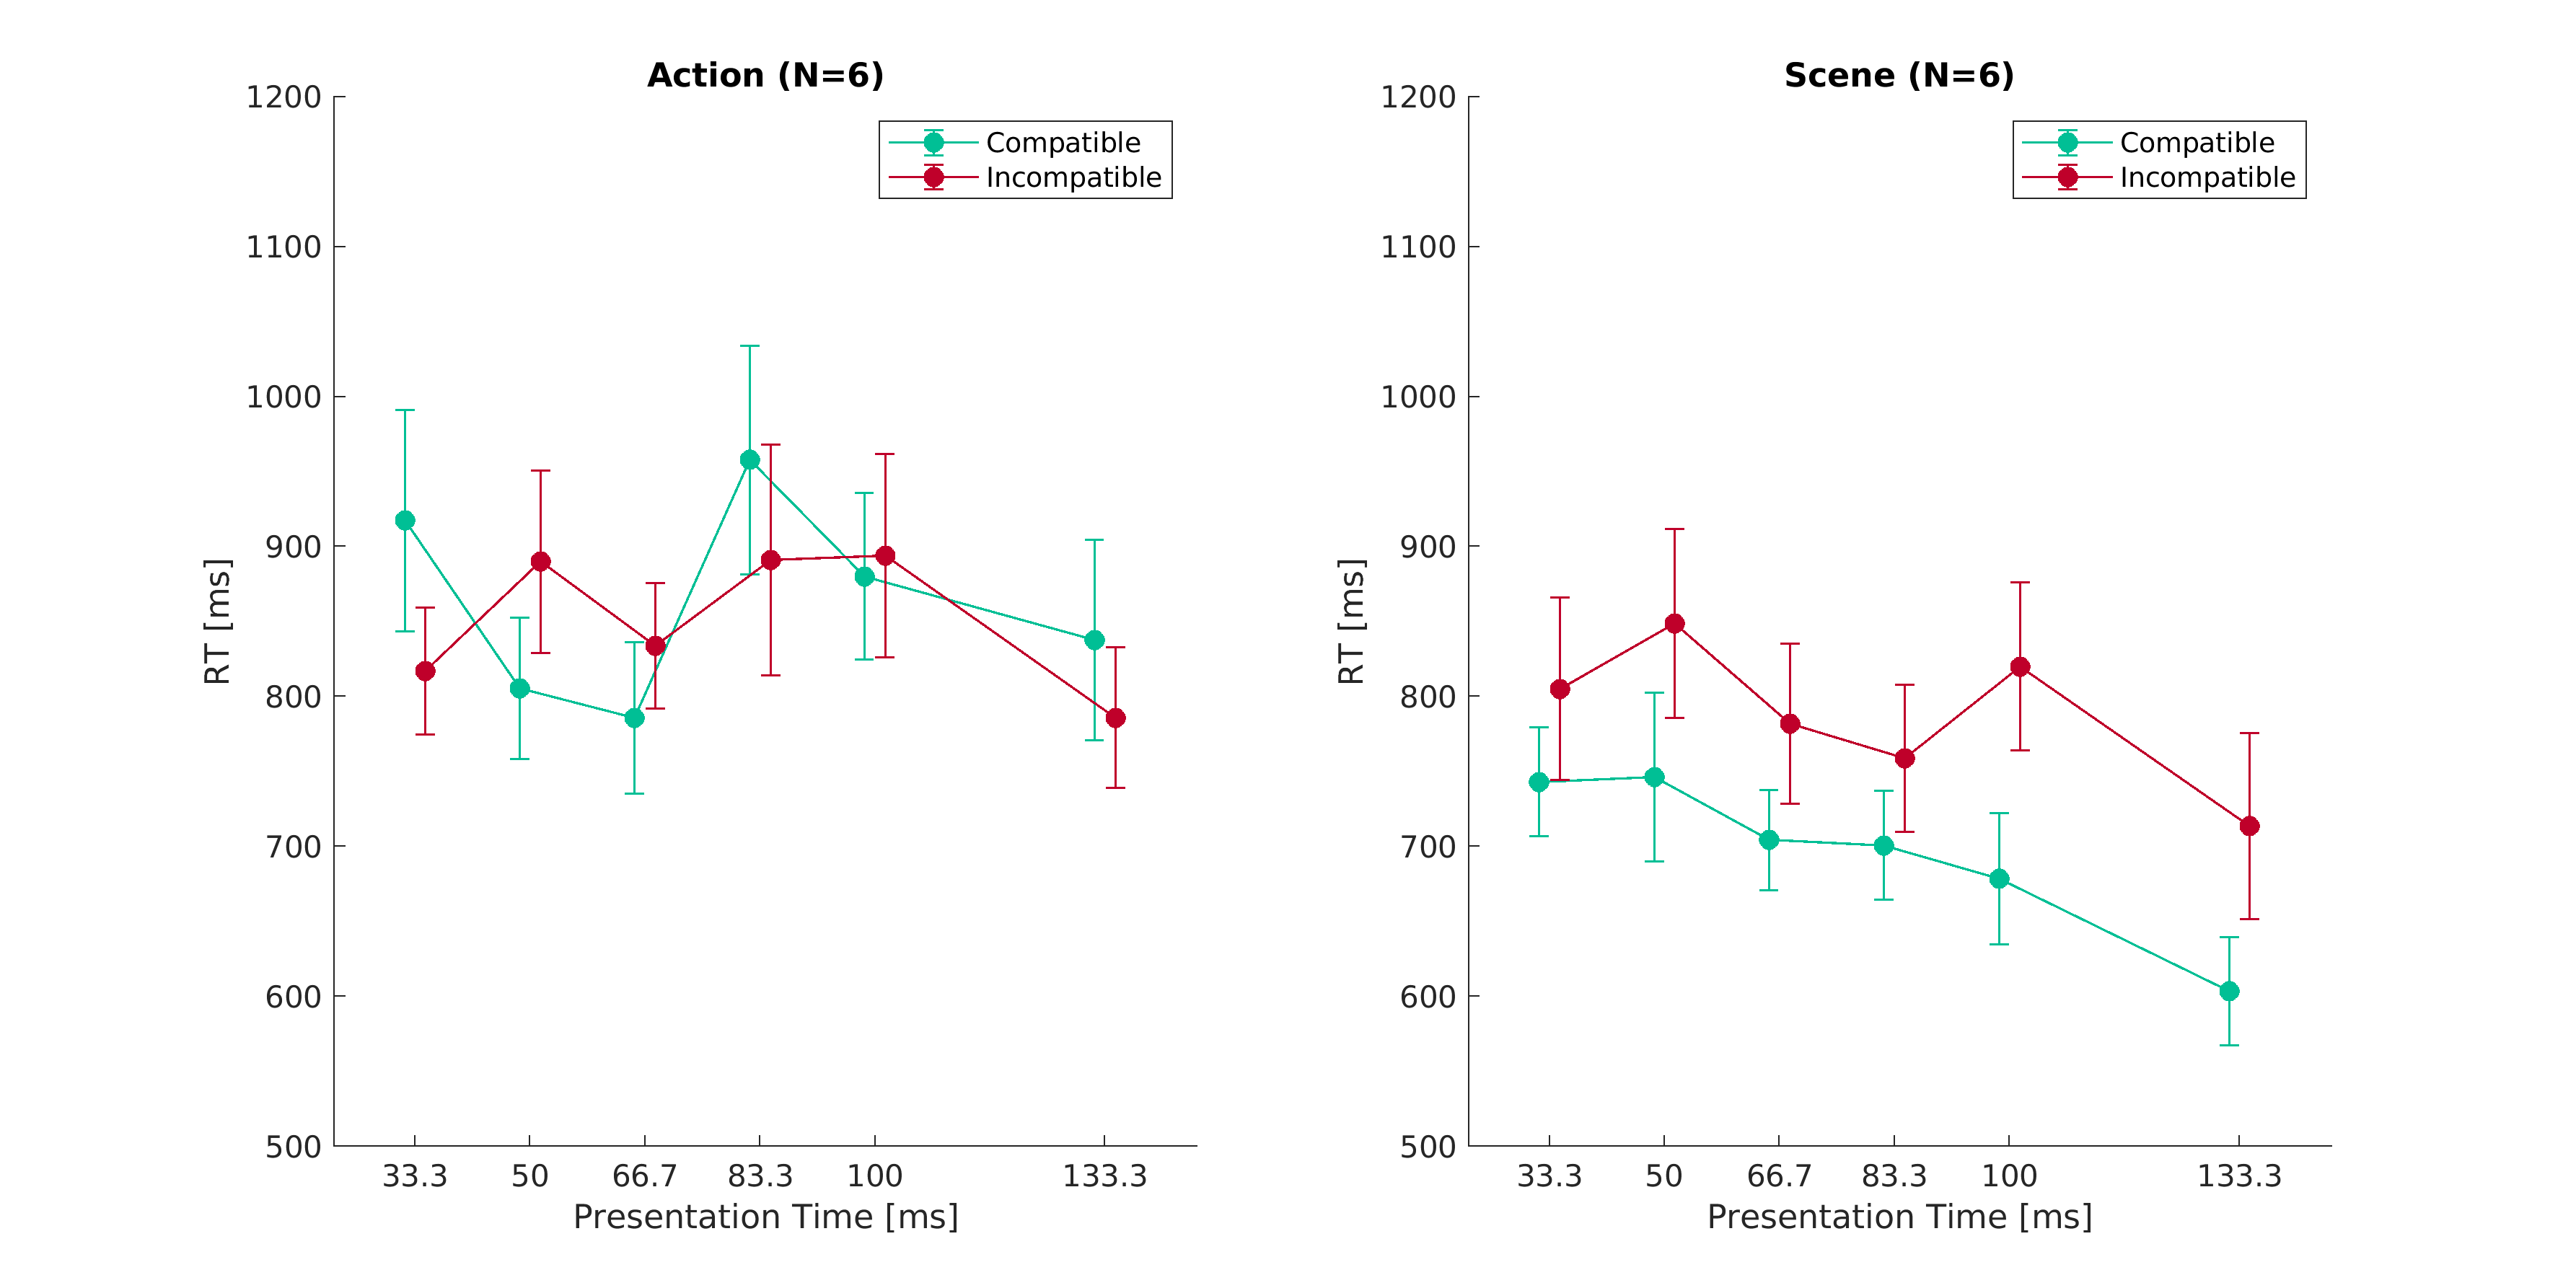 Action (N=6)
1200
1100
1000
900
800
700
600
500
RT [ms]
Compatible
Incompatible
33.3 50 66.7 83.3 100 133.3
Presentation Time [ms]
Scene (N=6)
1200
1100
1000
900
800
700
600
500
RT [ms]
Compatible
Incompatible
33.3 50 66.7 83.3 100 133.3
Presentation Time [ms]